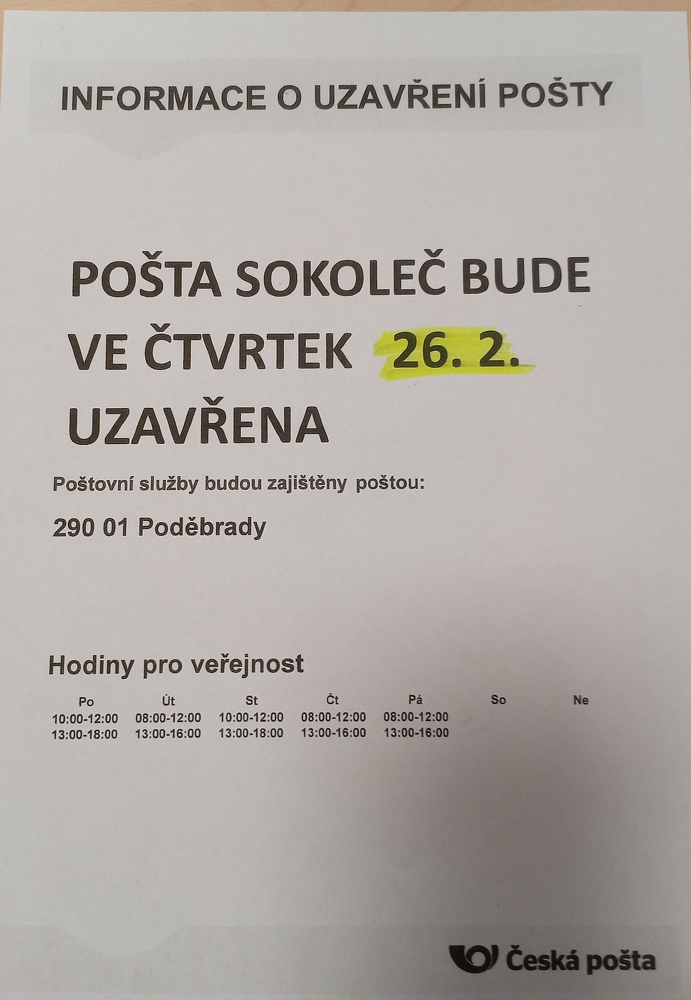 INFORMACE O UZAVŘENÍ POŠTY
POŠTA SOKOLEČ BUDE
VE ČTVRTEK 26. 2.
UZAVŘENA
Poštovní služby budou zajištěny poštou:
290 01 Poděbrady
Hodiny pro veřejnost
Po Út St Čt Pá So Ne
10:00-12:00 08:00-12:00 10:00-12:00 08:00-12:00 08:00-12:00
13:00-18:00 13:00-16:00 13:00-18:00 13:00-16:00 13:00-16:00
Česká pošta